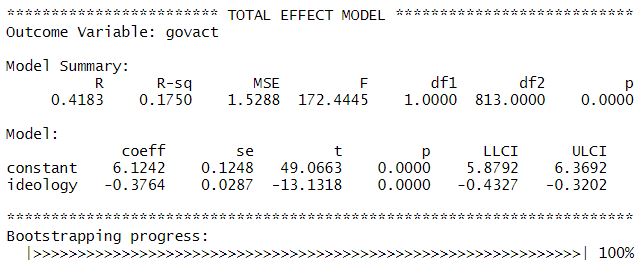 ************************ TOTAL EFFECT MODEL ***************************
Outcome Variable: govact
Model Summary:
R R-sq MSE F df1 df2 p
0.4183 0.1750 1.5288 172.4445 1.0000 813.0000 0.0000
Model:
coeff se t p LLCI ULCI
constant 6.1242 0.1248 49.0663 0.0000 5.8792 6.3692
ideology -0.3764 0.0287 -13.1318 0.0000 -0.4327 -0.3202
***********************************************************************
Bootstrapping progress:
|>>>>>>>>>>>>>>>>>>>>>>>>>>>>>>>>>>>>>>>>>>>>>>>>>>>>>>>>>>>>>>| 100%